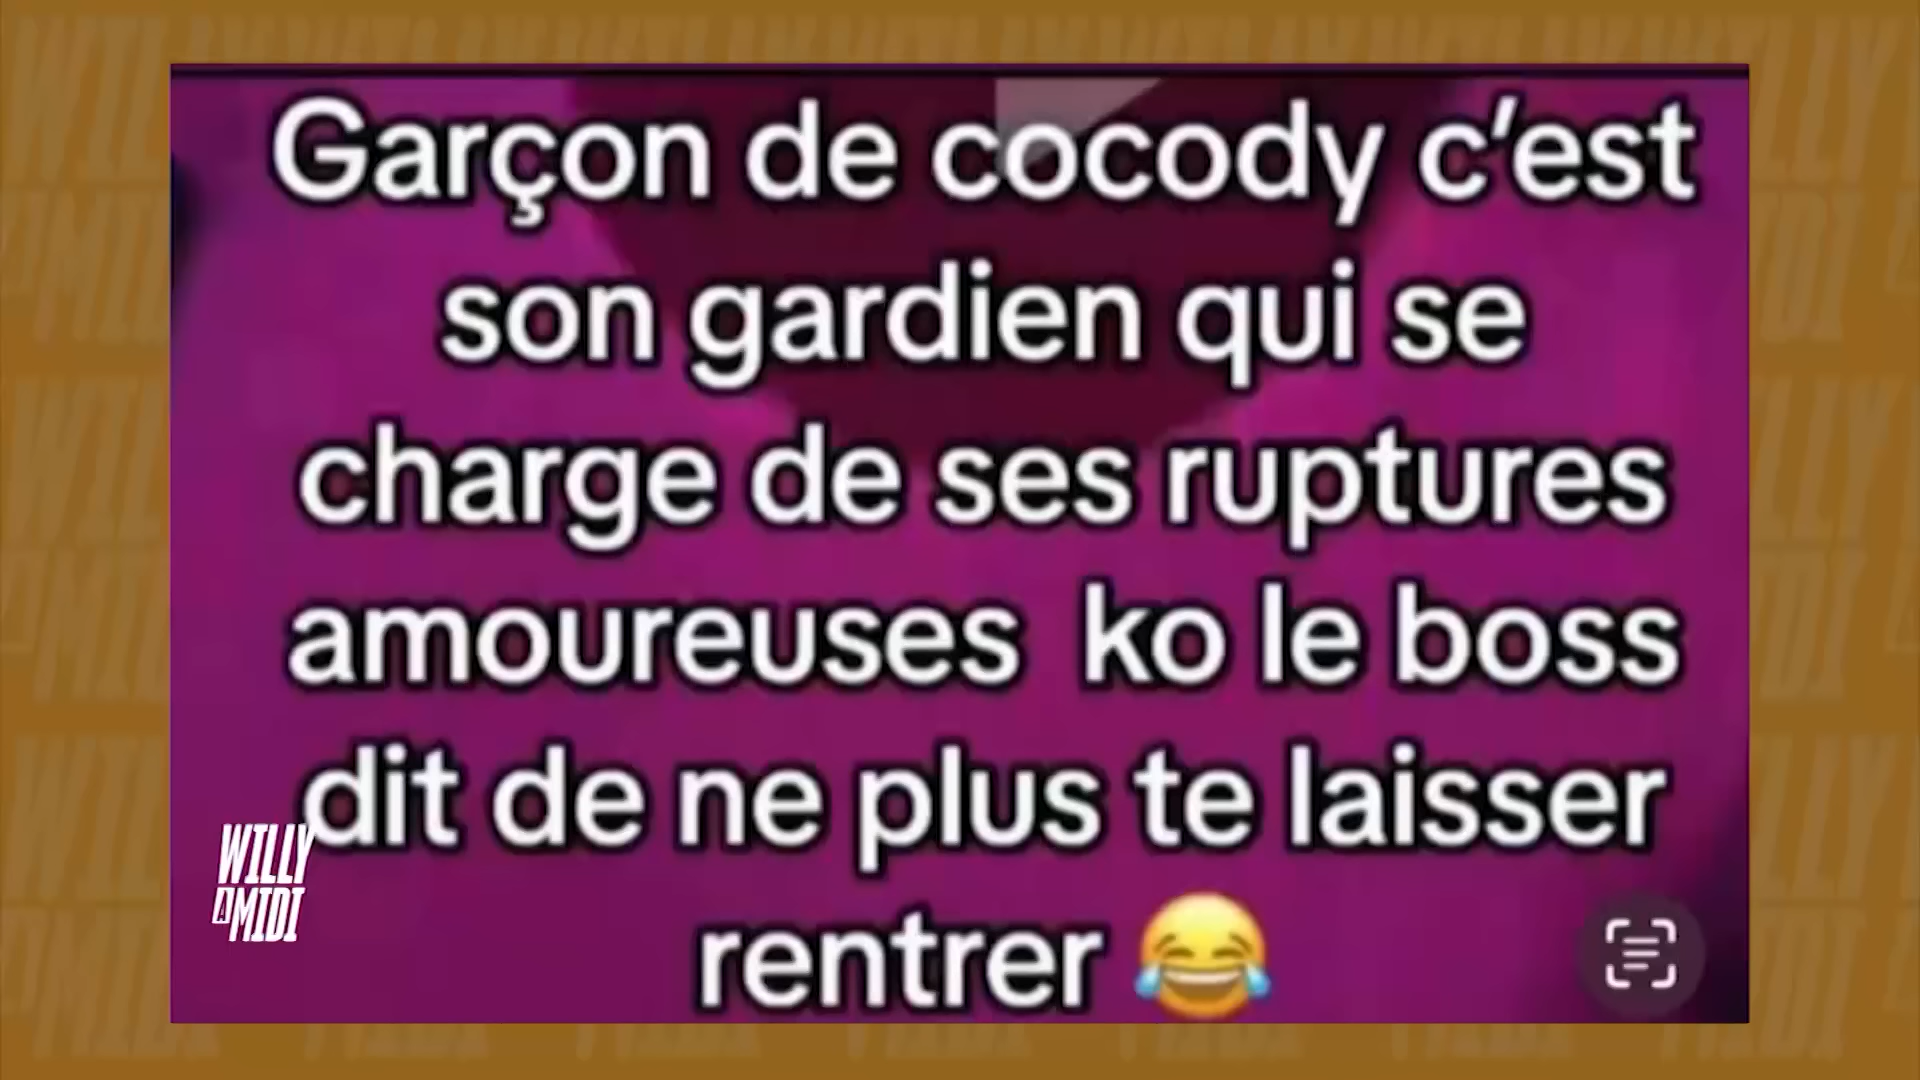 Garçon de cocody c'est
son gardien qui se
charge de ses ruptures
amoureuses ko le boss
dit de ne plus te laisser
rentrer 😂
WILLY
A MIDI